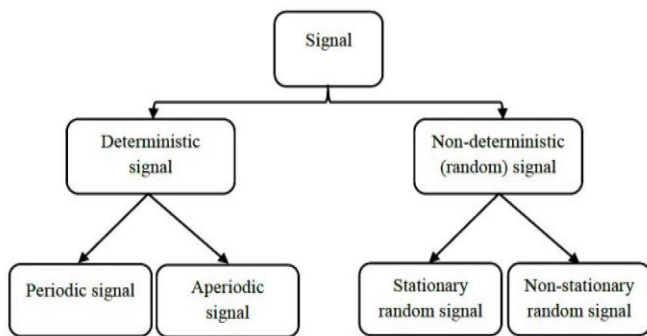 Signal
Deterministic
signal
Non-deterministic
(random) signal
Periodic signal
Aperiodic
signal
Stationary
random signal
Non-stationary
random signal